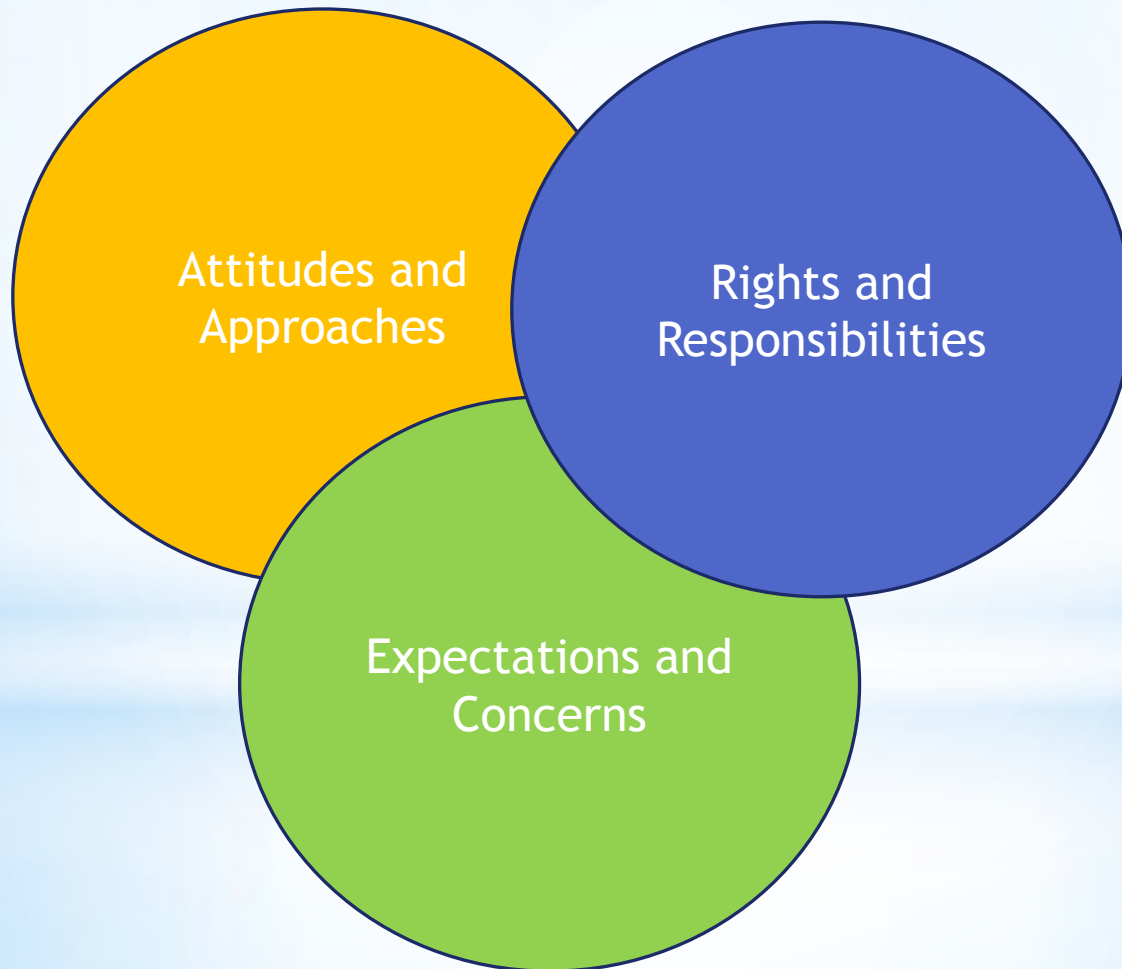 Attitudes and
Approaches
Rights and
Responsibilities
Expectations and
Concerns